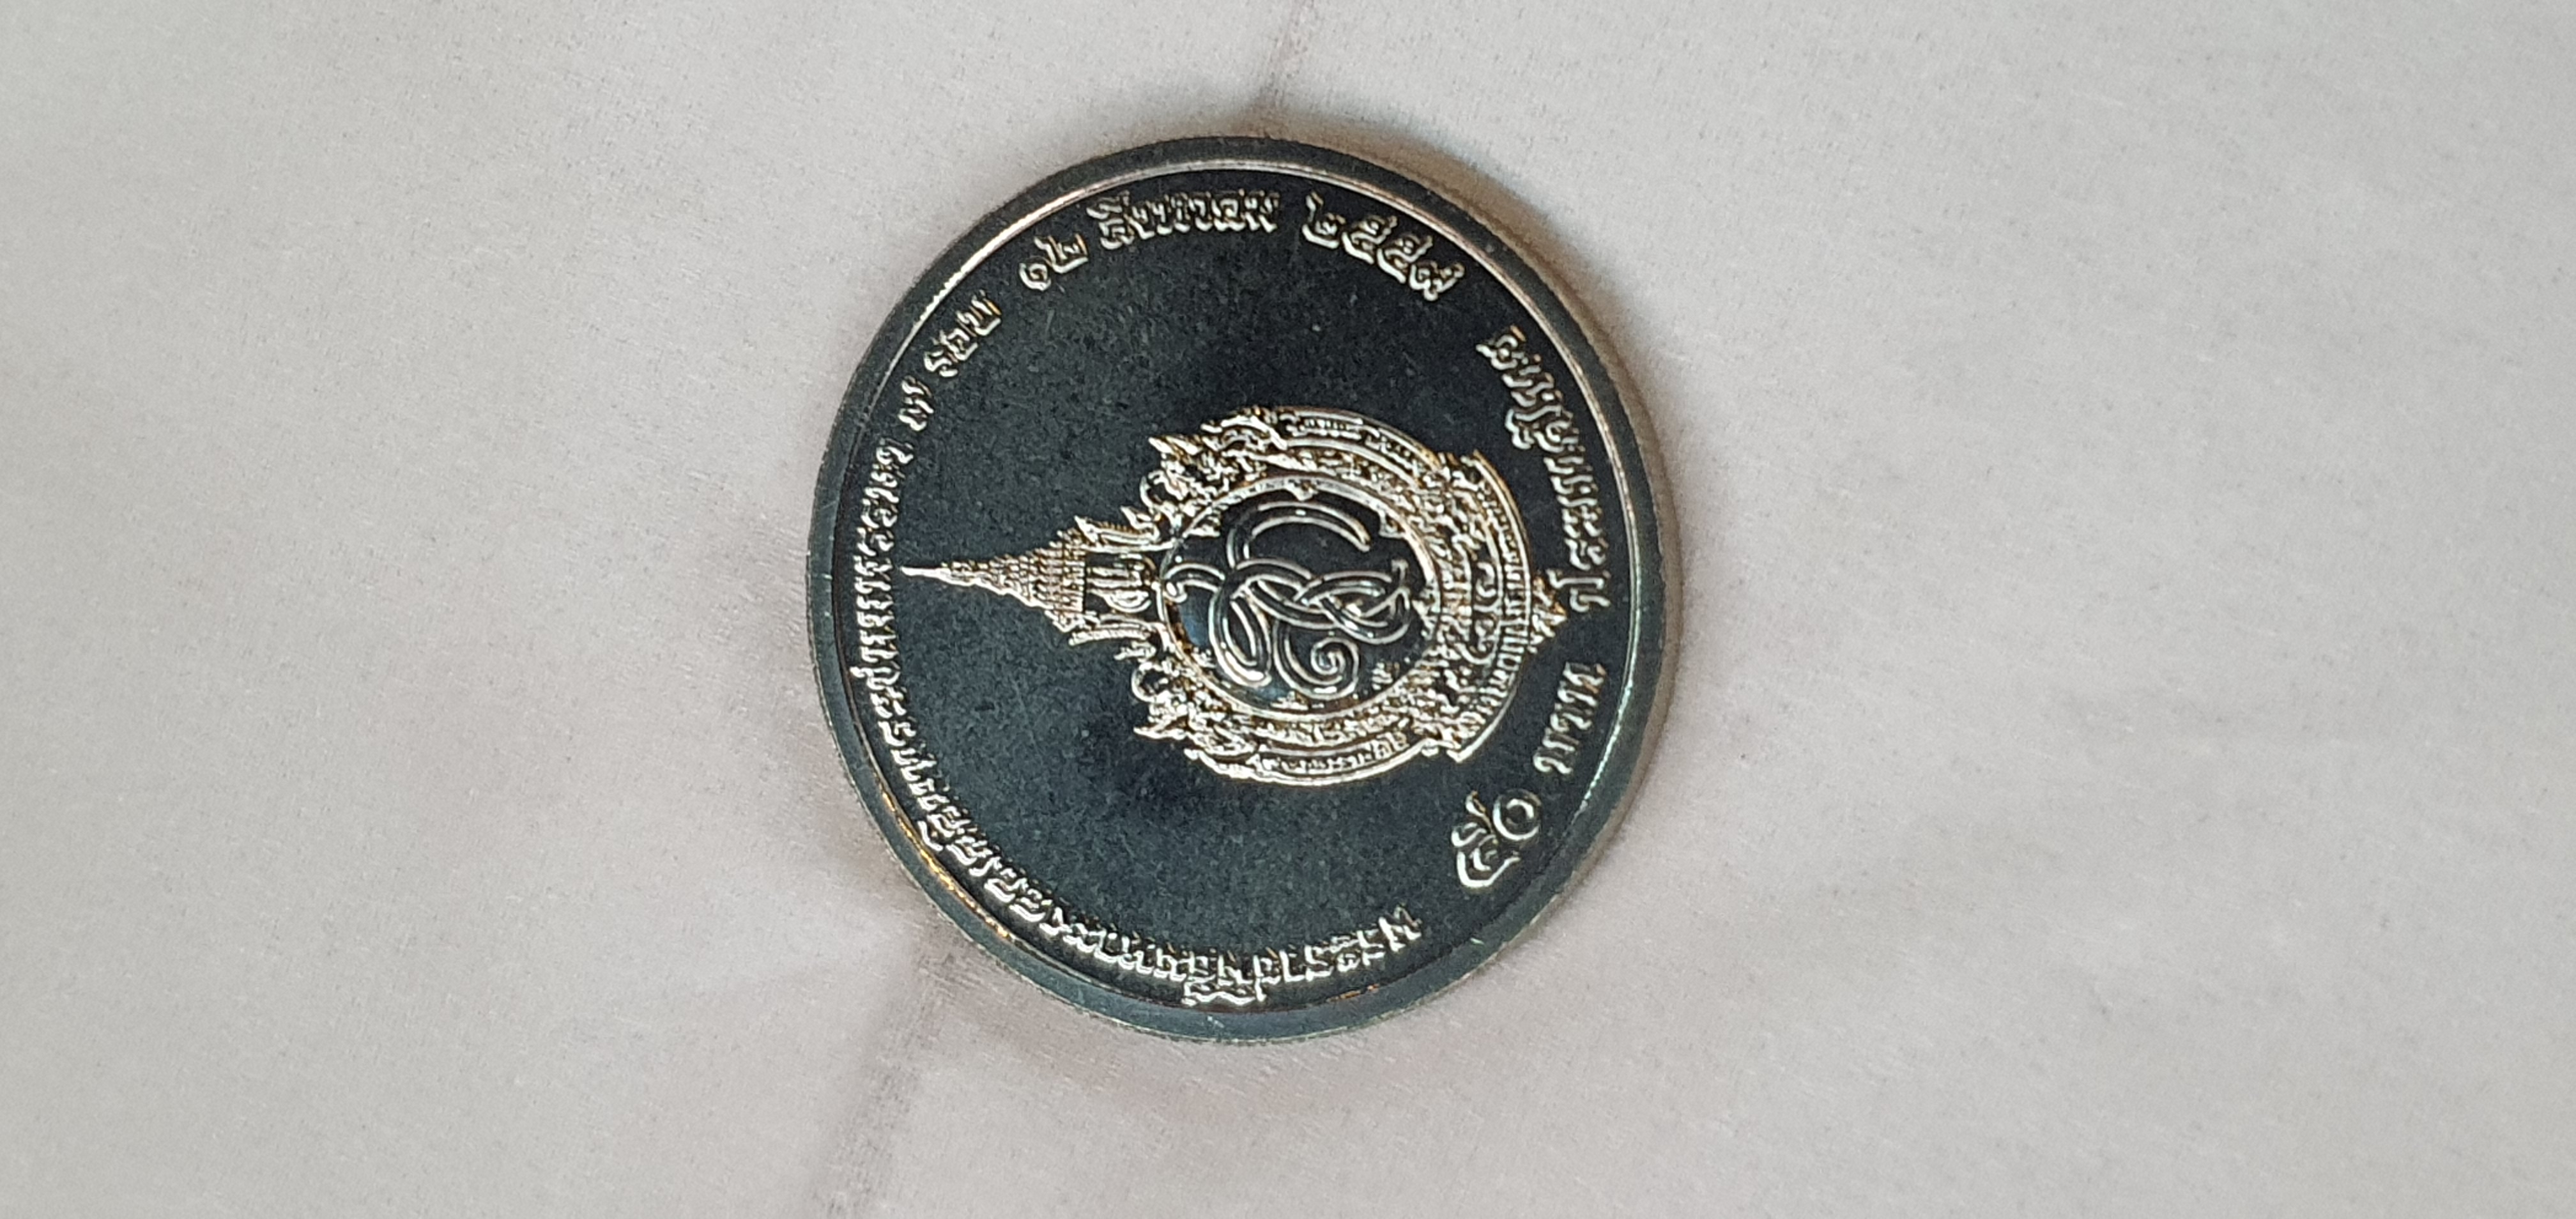 พระราชพิธีมหามงคลเฉลิมพระชนมพรรษา ๗ รอบ ๑๒ สิงหาคม ๒๕๕๙
๕๐ บาท ประเทศไทย